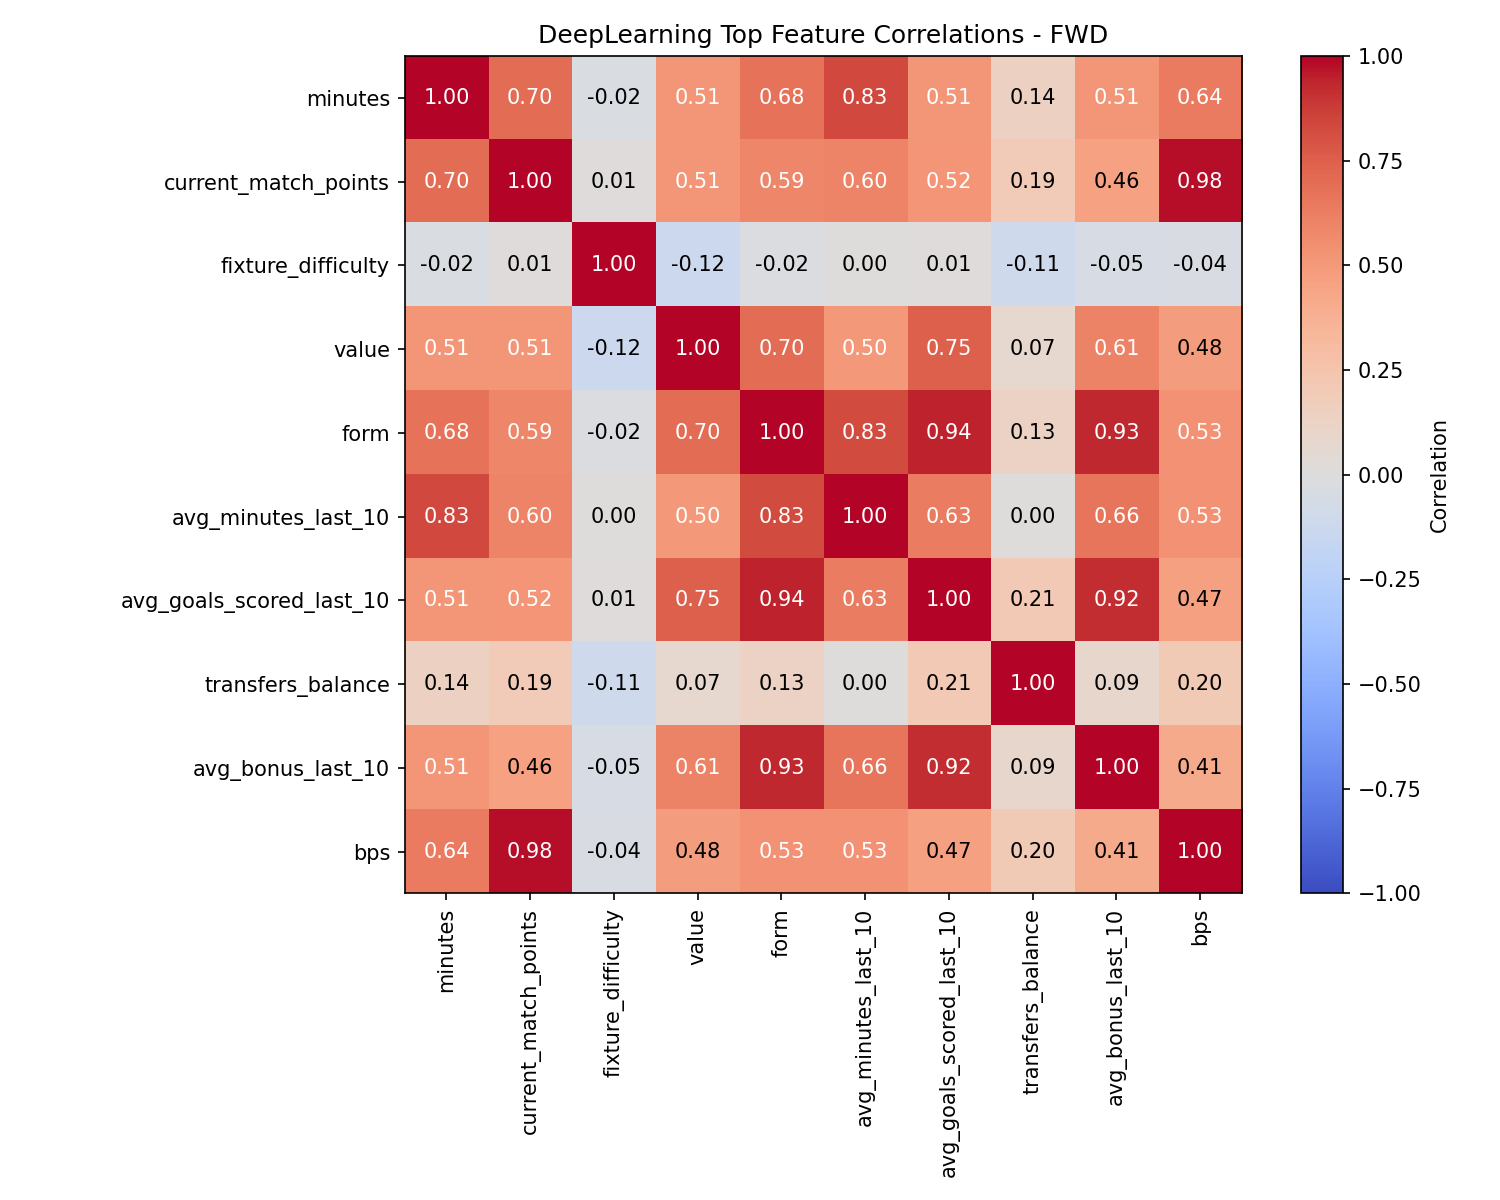 DeepLearning Top Feature Correlations - FWD
minutes 1.00 0.70 -0.02 0.51 0.68 0.83 0.51 0.14 0.51 0.64
current_match_points 0.70 1.00 0.01 0.51 0.59 0.60 0.52 0.19 0.46 0.98
fixture_difficulty -0.02 0.01 1.00 -0.12 -0.02 0.00 0.01 -0.11 -0.05 -0.04
value 0.51 0.51 -0.12 1.00 0.70 0.50 0.75 0.07 0.61 0.48
form 0.68 0.59 -0.02 0.70 1.00 0.83 0.94 0.13 0.93 0.53
avg_minutes_last_10 0.83 0.60 0.00 0.50 0.83 1.00 0.63 0.00 0.66 0.53
avg_goals_scored_last_10 0.51 0.52 0.01 0.75 0.94 0.63 1.00 0.21 0.92 0.47
transfers_balance 0.14 0.19 -0.11 0.07 0.13 0.00 0.21 1.00 0.09 0.20
avg_bonus_last_10 0.51 0.46 -0.05 0.61 0.93 0.66 0.92 0.09 1.00 0.41
bps 0.64 0.98 -0.04 0.48 0.53 0.53 0.47 0.20 0.41 1.00
minutes
current_match_points
fixture_difficulty
value
form
avg_minutes_last_10
avg_goals_scored_last_10
transfers_balance
avg_bonus_last_10
bps
1.00
0.75
0.50
0.25
0.00
−0.25
−0.50
−0.75
−1.00
Correlation